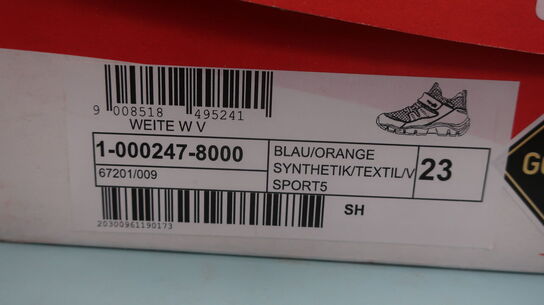 9 008518 495241
WEITE W V
1-000247-8000
67201/009
BLAU/ORANGE
SYNTHETIK/TEXTIL/V
SPORT5
23
SH
20300961190173